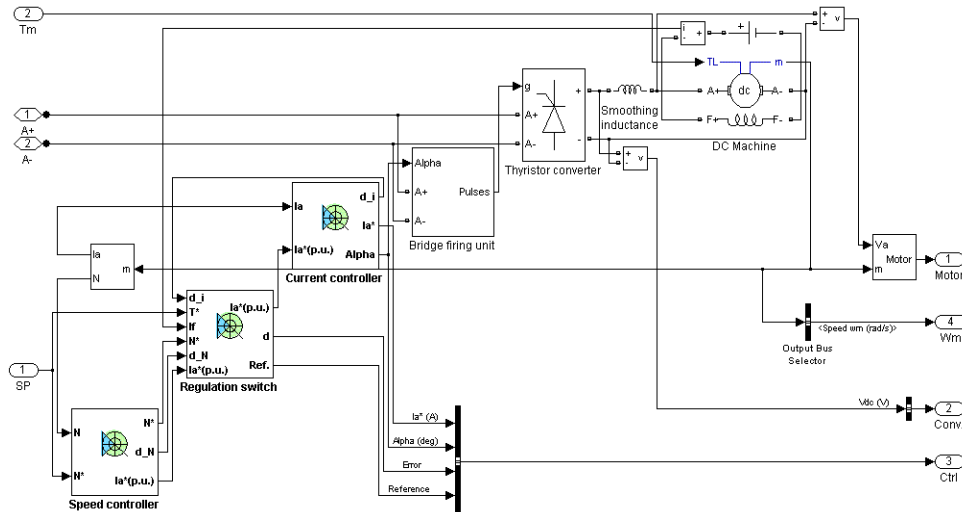 2
Tm
i
+
-
+
+
-
v
TL
m
A+
dc
A-
F+
F-
DC Machine
Smoothing
inductance
g
A+
A-
+
-
Thyristor converter
+
-
v
1
A+
2
A-
Alpha
A+
A-
Pulses
Bridge firing unit
Ia
Ia*(p.u.)
d_i
Ia*
Alpha
Current controller
Ia
N
m
Va
m
Motor
1
Motor
d_i
T*
If
N*
d_N
Ia*(p.u.)
Ia*(p.u.)
d
Ref.
Regulation switch
<Speed wm (rad/s)>
4
Wm
Output Bus
Selector
1
SP
N
N*
N*
d_N
Ia*(p.u.)
Speed controller
Ia* (A)
Alpha (deg)
Error
Reference
Vdc (V)
2
Conv.
3
Ctrl